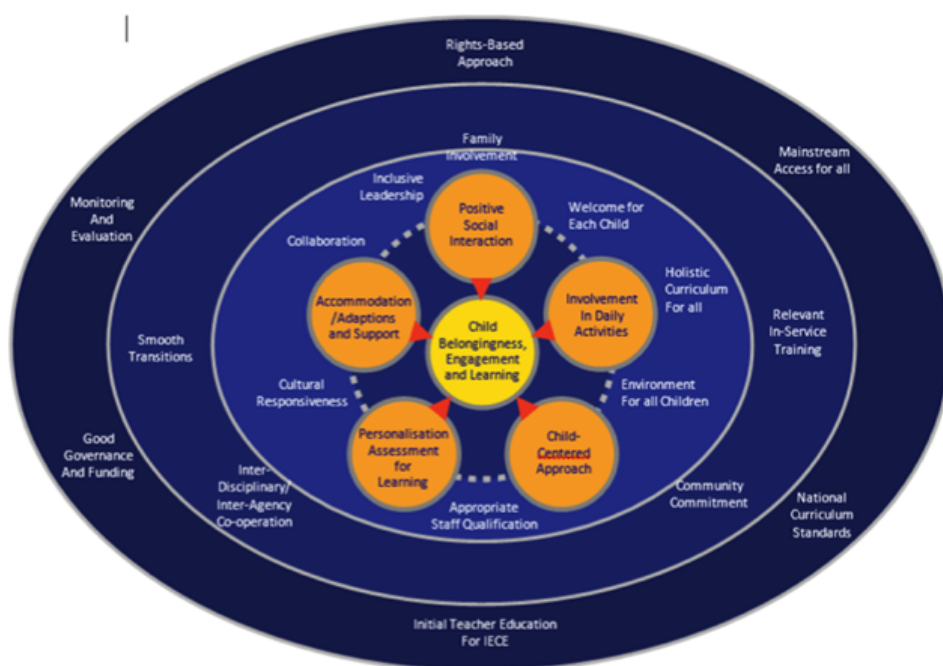 Rights-Based
Approach
Family
Involvement
Mainstream
Access for all
Inclusive
Leadership
Monitoring
And
Evaluation
Positive
Social
Interaction
Welcome for
Each Child
Collaboration
Holistic
Curriculum
For all
Accommodation
/Adaptions
and Support
Involvement
In Daily
Activities
Relevant
In-Service
Training
Smooth
Transitions
Child
Belongingness,
Engagement
and Learning
Cultural
Responsiveness
Environment
For all Children
Good
Governance
And Funding
Personalisation
Assessment
for
Learning
Child-
Centered
Approach
Inter-
Disciplinary/
Inter-Agency
Co-operation
Community
Commitment
National
Curriculum
Standards
Appropriate
Staff Qualification
Initial Teacher Education
For IECE